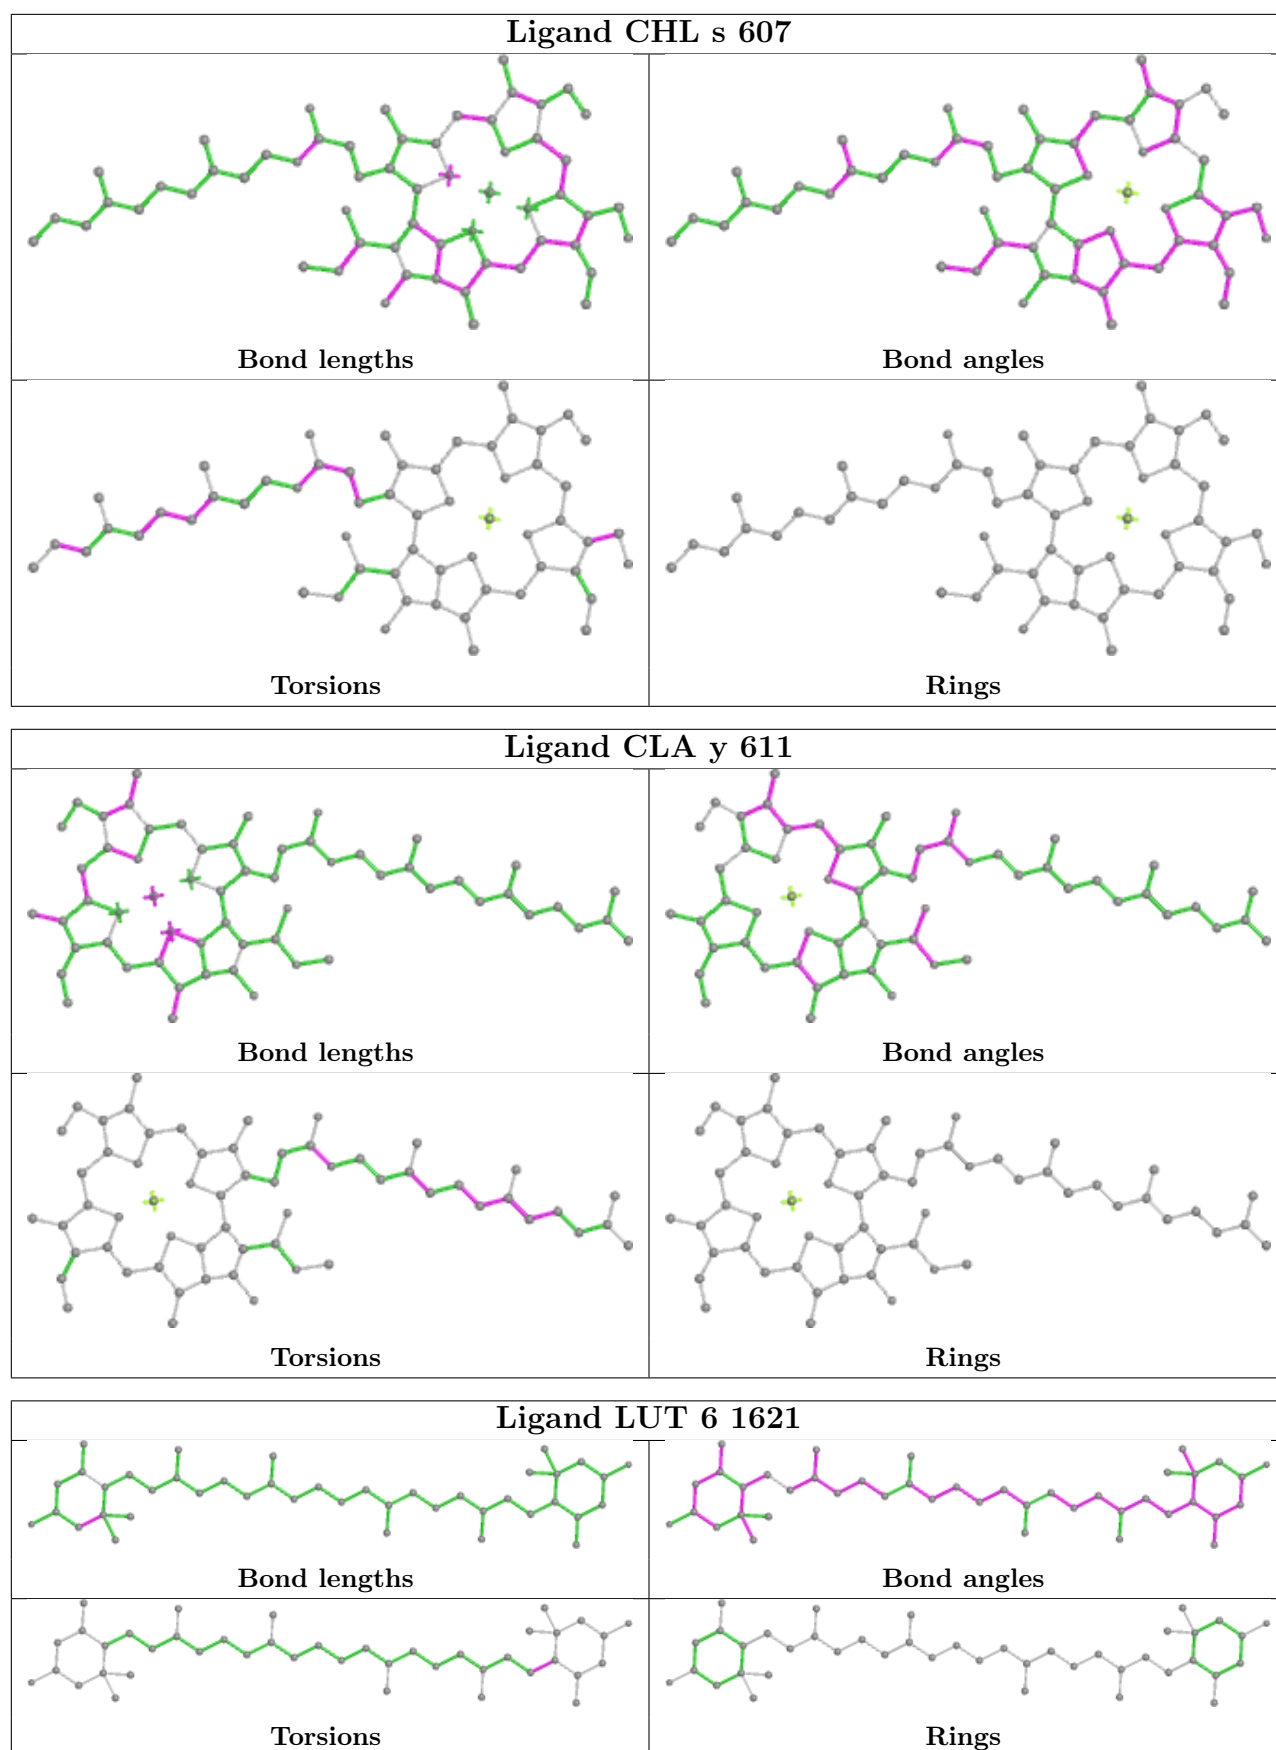 Ligand CHL s 607
Bond lengths
Bond angles
Torsions
Rings
Ligand CLA y 611
Bond lengths
Bond angles
Torsions
Rings
Ligand LUT 6 1621
Bond lengths
Bond angles
Torsions
Rings